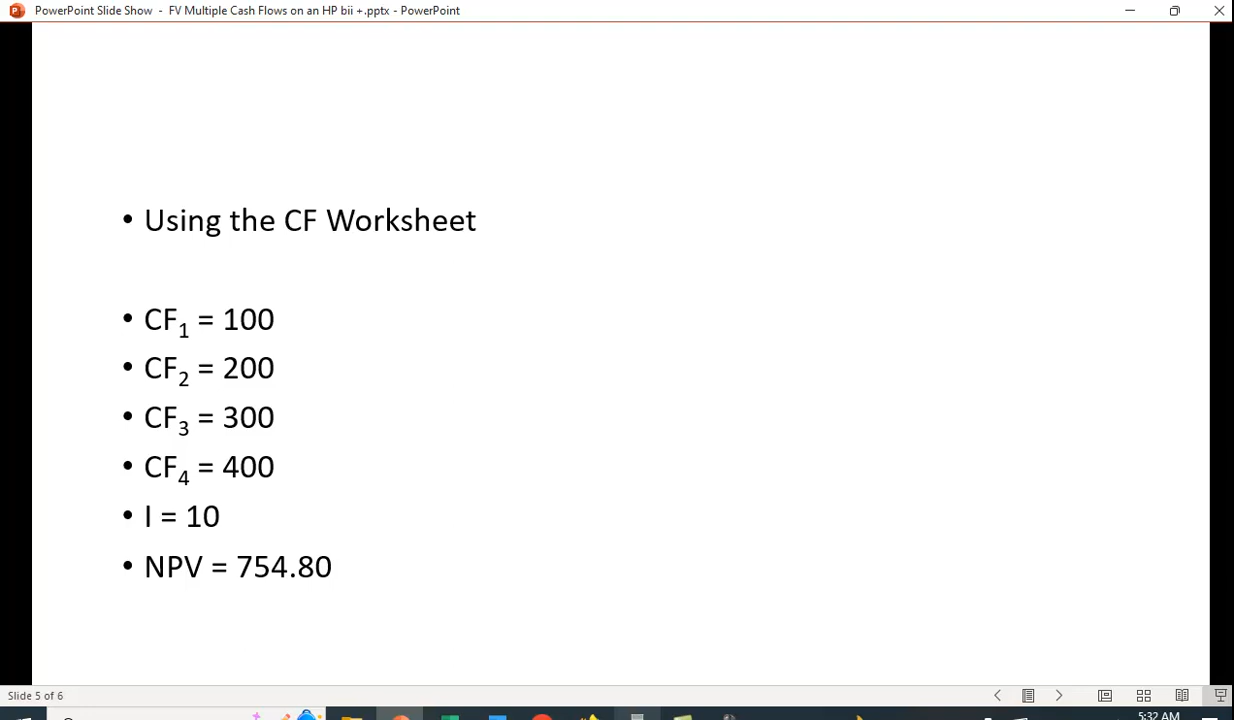 PowerPoint Slide Show - FV Multiple Cash Flows on an HP bii +.pptx - PowerPoint
• Using the CF Worksheet
• CF₁ = 100
• CF₂ = 200
• CF₃ = 300
• CF₄ = 400
• I = 10
• NPV = 754.80
Slide 5 of 6
5:32 AM